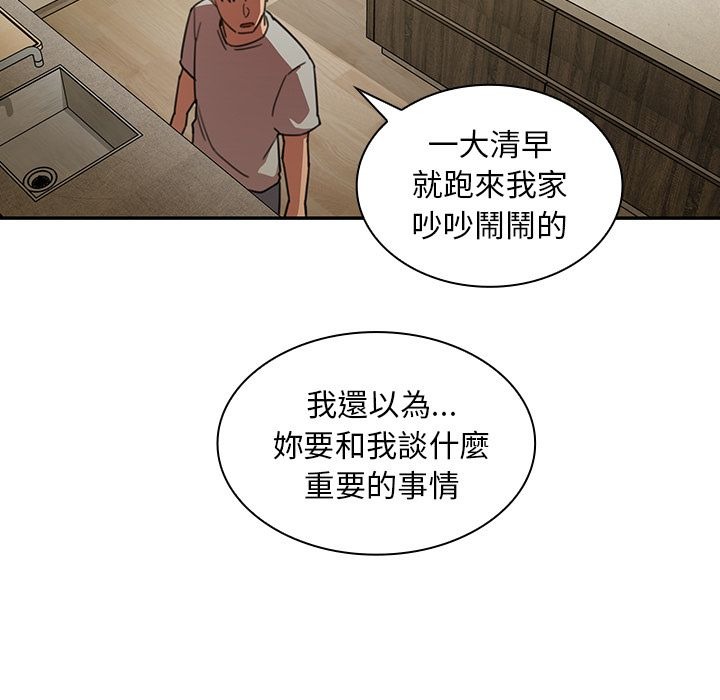 一大清早
就跑來我家
吵吵鬧鬧的
我還以為...
妳要和我談什麼
重要的事情